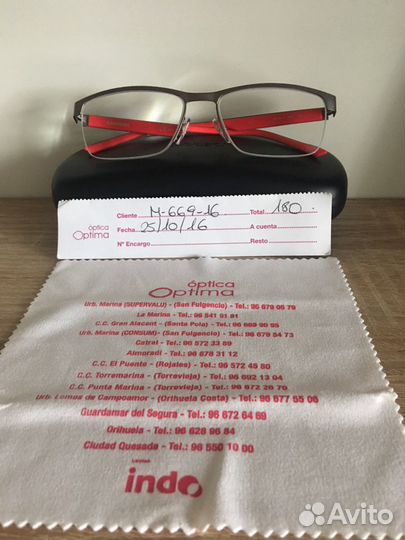 óptica
Optima
Cliente M-669-16 Total 180
Fecha 25/10/16 A cuenta
Nº Encargo Resto
óptica
Optima
Urb. Marina (SUPERVALU) - (San Fulgencio) - Tel.: 96 679 06 79
La Marina - Tel.: 96 541 91 81
C.C. Gran Alacant - (Santa Pola) - Tel.: 96 669 96 95
Urb. Marina (CONSUM) - (San Fulgencio) - Tel.: 96 679 54 73
Catral - Tel.: 96 572 33 89
Almoradí - Tel.: 96 678 31 12
C.C. El Puente - (Rojales) - Tel.: 96 572 45 80
C.C. Torremarina - (Torrevieja) - Tel.: 96 692 13 04
C.C. Punta Marina - (Torrevieja) - Tel.: 96 672 28 70
Urb. Lomas de Campoamor - (Orihuela Costa) - Tel.: 96 677 55 06
Guardamar del Segura - Tel.: 96 672 64 69
Orihuela - Tel.: 96 628 96 84
Ciudad Quesada - Tel.: 96 550 10 00
indo
Avito